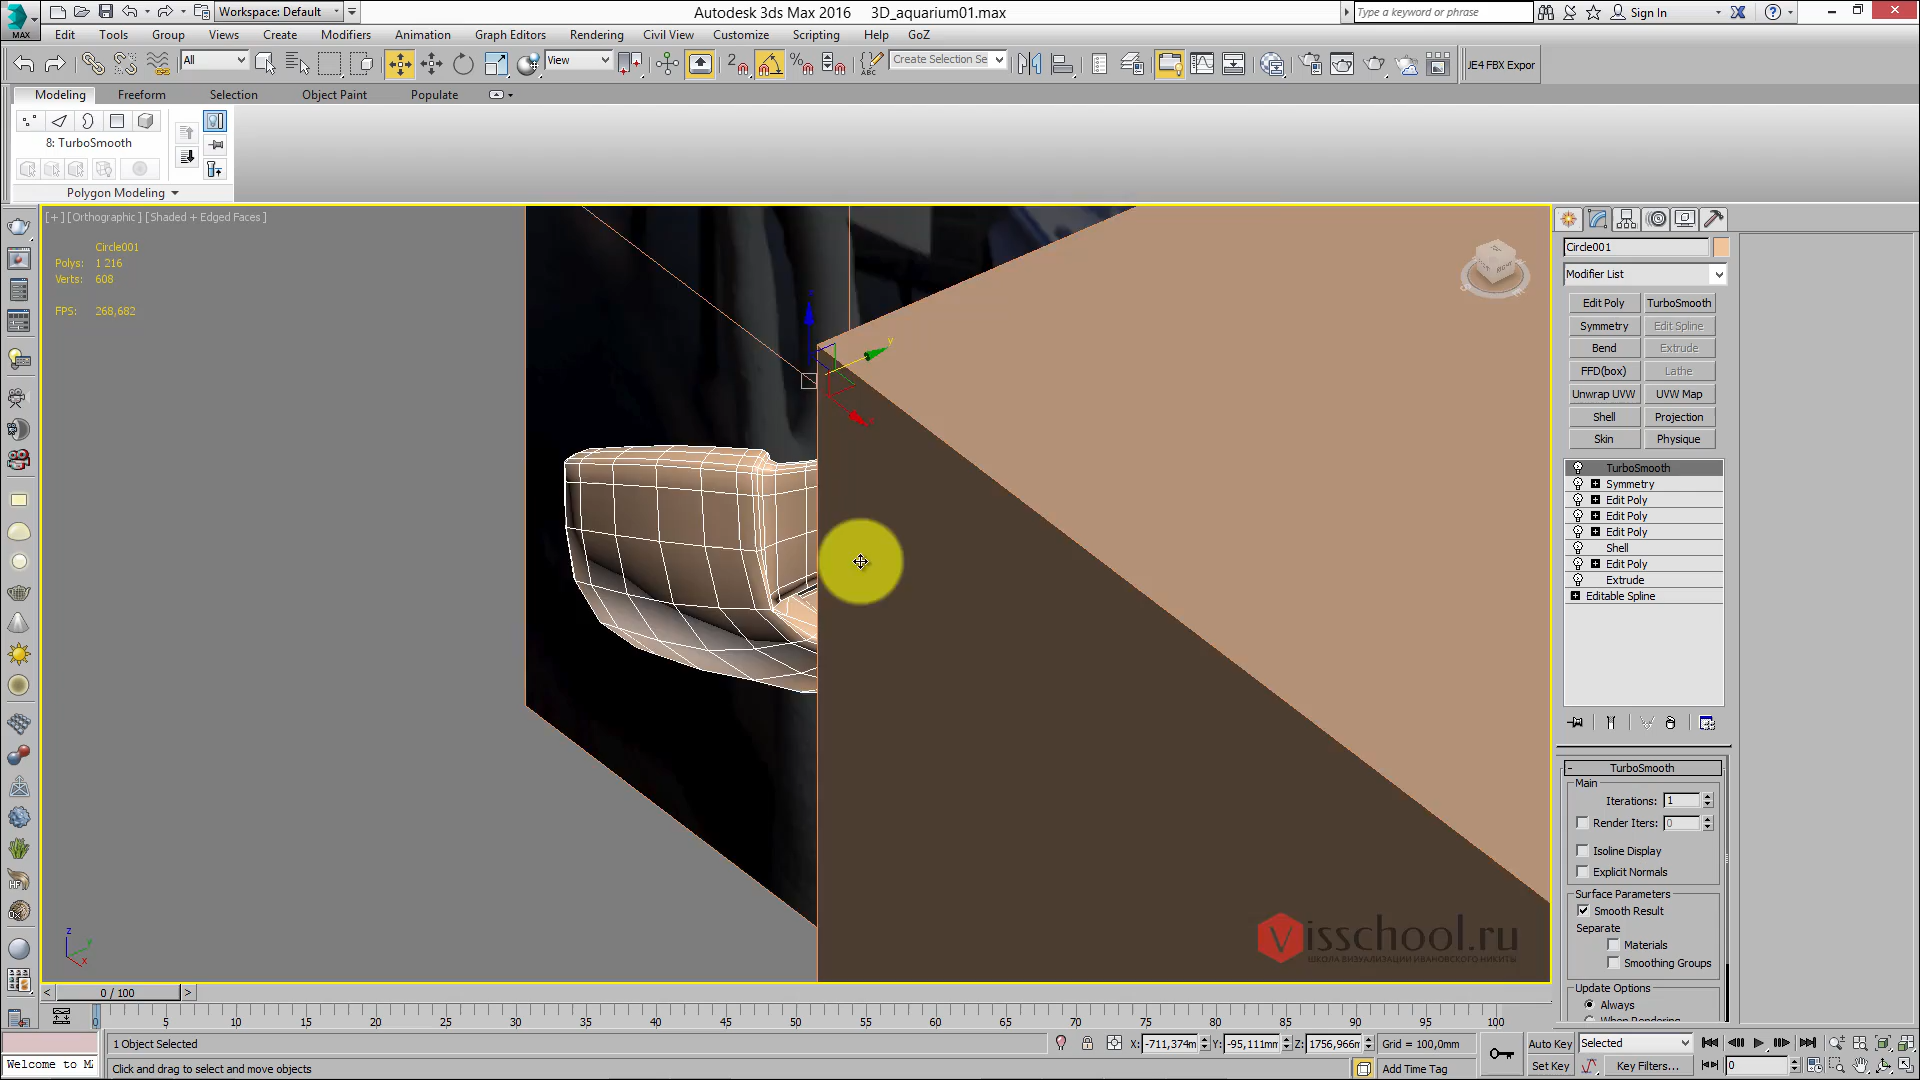 MAX
Workspace: Default
Autodesk 3ds Max 2016
3D_aquarium01.max
Type a keyword or phrase
Sign In
Edit
Tools
Group
Views
Create
Modifiers
Animation
Graph Editors
Rendering
Civil View
Customize
Scripting
Help
GoZ
All
View
Create Selection Se
JE4 FBX Expor
Modeling
Freeform
Selection
Object Paint
Populate
8: TurboSmooth
Polygon Modeling
[+] [Orthographic] [Shaded + Edged Faces]
Circle001
Polys: 1 216
Verts: 608
FPS: 268,682
Circle001
Modifier List
Edit Poly
TurboSmooth
Symmetry
Edit Spline
Bend
Extrude
FFD(box)
Lathe
Unwrap UVW
UVW Map
Shell
Projection
Skin
Physique
TurboSmooth
Symmetry
Edit Poly
Edit Poly
Edit Poly
Shell
Edit Poly
Extrude
Editable Spline
TurboSmooth
Main
Iterations: 1
Render Iters: 0
Isoline Display
Explicit Normals
Surface Parameters
Smooth Result
Separate
Materials
Smoothing Groups
Update Options
Always
When Rendering
Visschool.ru
ШКОЛА ВИЗУАЛИЗАЦИИ ИВАНОВСКОГО НИКИТЫ
0 / 100
0 5 10 15 20 25 30 35 40 45 50 55 60 65 70 75 80 85 90 95 100
1 Object Selected
X: -711,374m
Y: -95,111mm
Z: 1756,966m
Grid = 100,0mm
Auto Key
Selected
Welcome to M
Click and drag to select and move objects
Add Time Tag
Set Key
Key Filters...
0